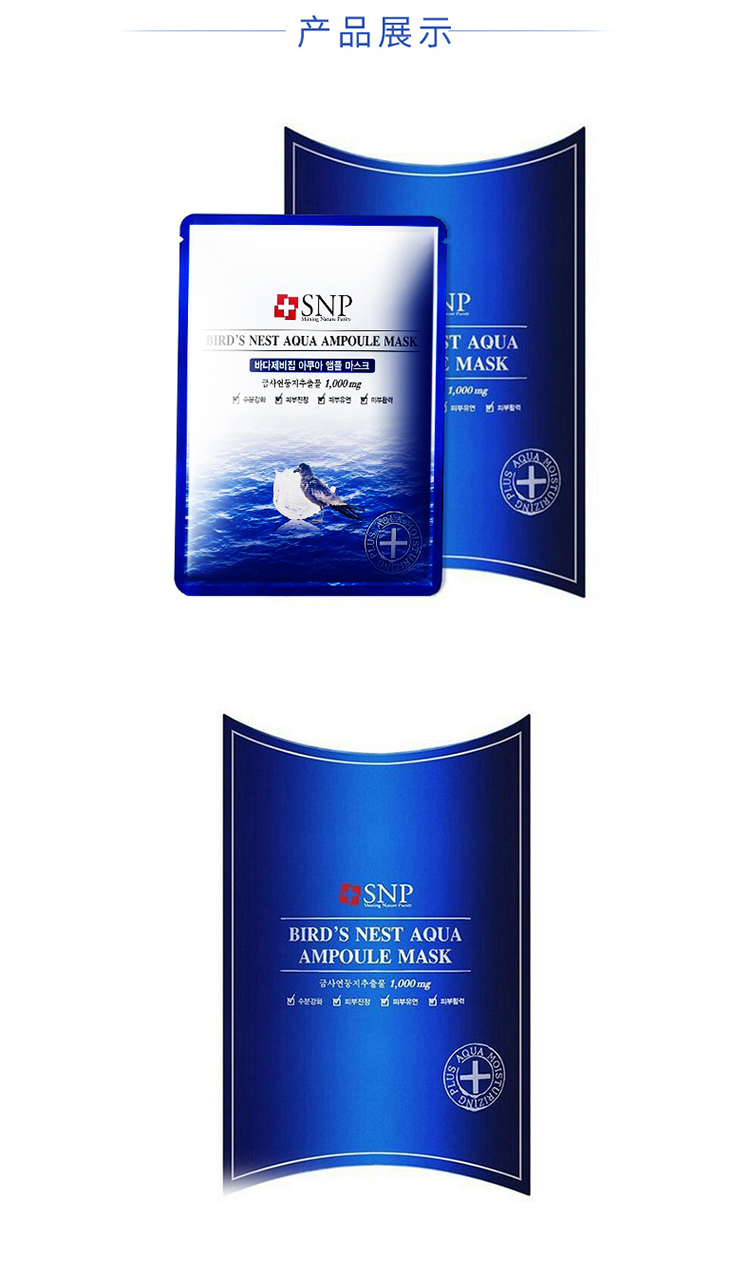 产品展示
SNP
Shining Nature Purity
BIRD'S NEST AQUA AMPOULE MASK
바다제비집 아쿠아 앰플 마스크
금사연둥지추출물 1,000mg
수분강화 피부진정 피부유연 피부활력
PLUS AQUA MOISTURIZING
NP
ST AQUA
E MASK
1,000mg
피부유연 피부활력
PLUS AQUA MOISTURIZING
SNP
Shining Nature Purity
BIRD'S NEST AQUA
AMPOULE MASK
금사연둥지추출물 1,000mg
수분강화 피부진정 피부유연 피부활력
PLUS AQUA MOISTURIZING